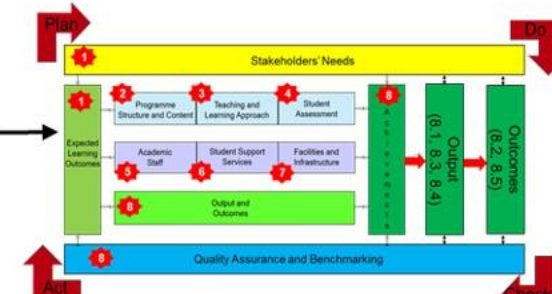 Plan
Do
1
Stakeholders' Needs
1
Expected
Learning
Outcomes
2
Programme
Structure and Content
3
Teaching and
Learning Approach
4
Student
Assessment
Academic
Staff
5
Student Support
Services
6
Facilities and
Infrastructure
7
8
Output and
Outcomes
8
Achievements
Output
(8.1, 8.3, 8.4)
Outcomes
(8.2, 8.5)
8
Quality Assurance and Benchmarking
Act
Check